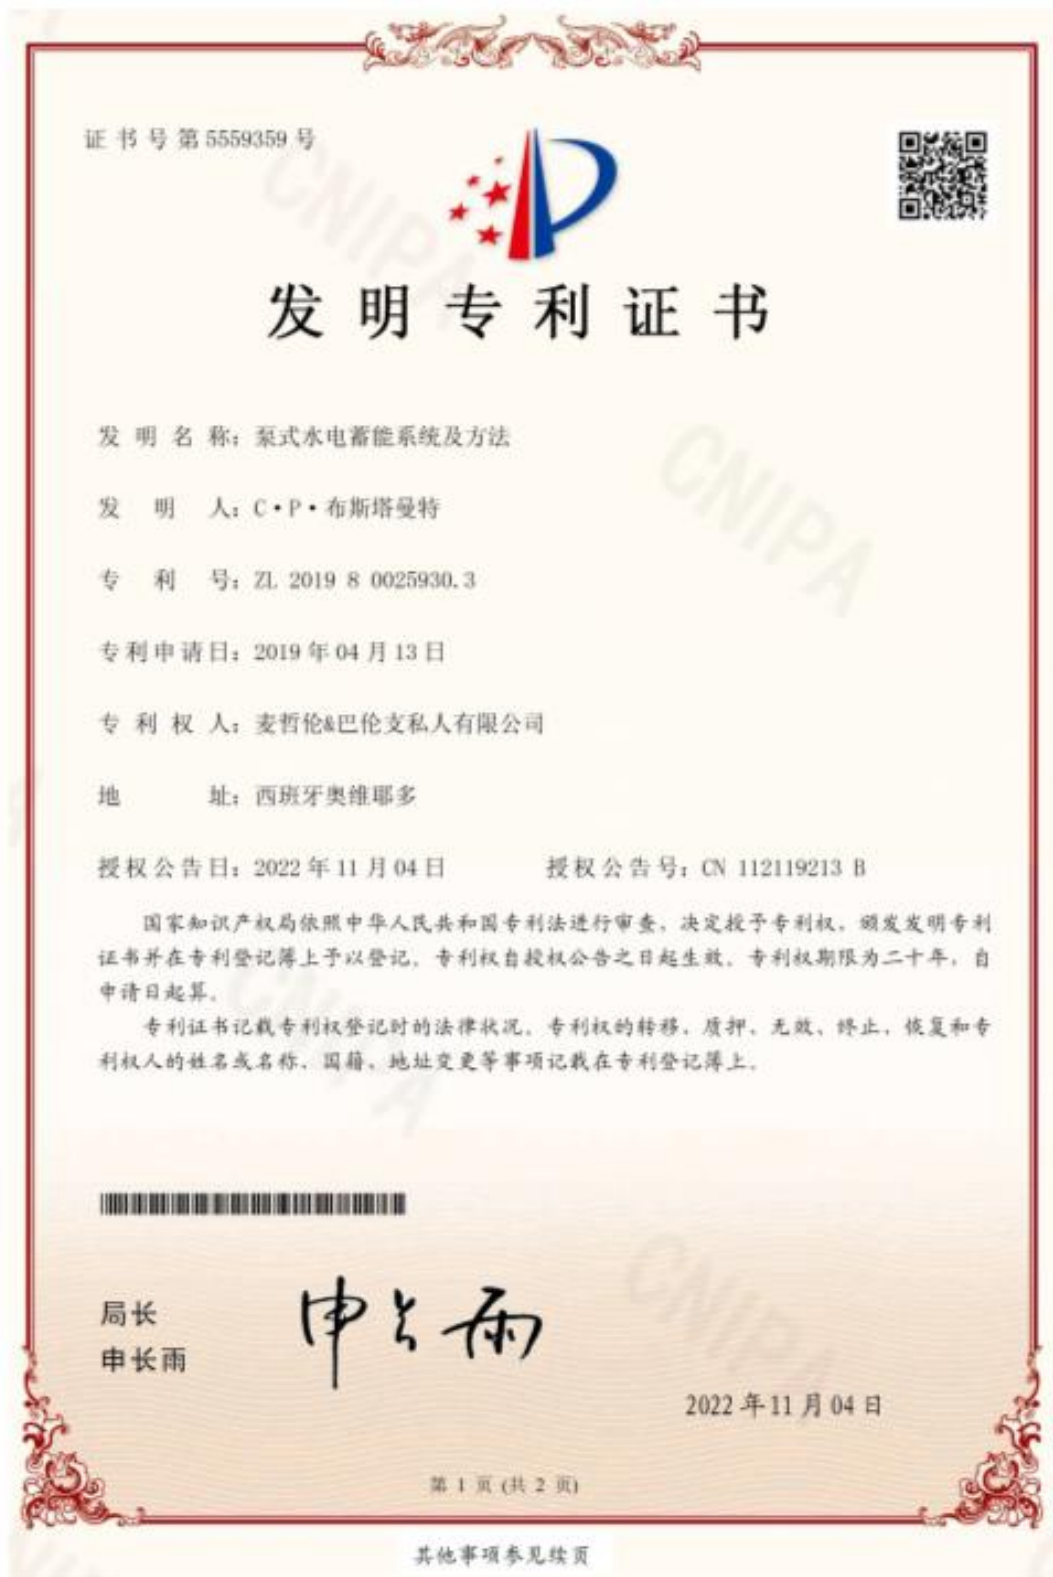 证书号第5559359号
发明专利证书
发明名称：泵式水电蓄能系统及方法
发明人：C·P·布斯塔曼特
专利号：ZL 2019 8 0025930.3
专利申请日：2019年04月13日
专利权人：麦哲伦&巴伦支私人有限公司
地址：西班牙奥维耶多
授权公告日：2022年11月04日 授权公告号：CN 112119213 B
国家知识产权局依照中华人民共和国专利法进行审查，决定授予专利权，颁发发明专利
证书并在专利登记簿上予以登记。专利权自授权公告之日起生效。专利权期限为二十年，自
申请日起算。
专利证书记载专利权登记时的法律状况。专利权的转移、质押、无效、终止、恢复和专
利权人的姓名或名称、国籍、地址变更等事项记载在专利登记簿上。
局长
申长雨
申长雨
2022年11月04日
第 1 页 (共 2 页)
其他事项参见续页
CNIPA
CNIPA
CNIPA
CNIPA